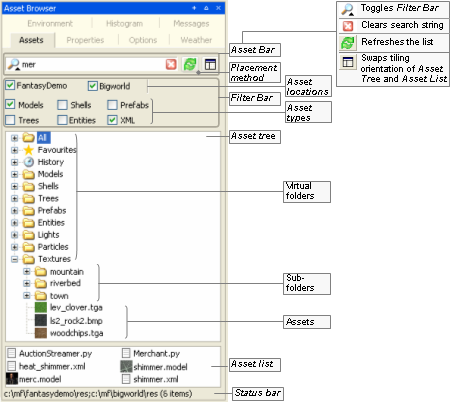 Asset Browser
Environment Histogram Messages
Assets Properties Options Weather
mer
FantasyDemo Bigworld
Models Shells Prefabs
Trees Entities XML
All
Favourites
History
Models
Shells
Trees
Prefabs
Entities
Lights
Particles
Textures
mountain
riverbed
town
lev_clover.tga
ls2_rock2.bmp
woodchips.tga
AuctionStreamer.py Merchant.py
heat_shimmer.xml shimmer.model
merc.model shimmer.xml
c:\mf\fantasydemo\res;c:\mf\bigworld\res (6 items)
Asset Bar
Placement method
Asset locations
Filter Bar
Asset types
Asset tree
Virtual folders
Sub-folders
Assets
Asset list
Status bar
Toggles Filter Bar
Clears search string
Refreshes the list
Swaps tiling
orientation of Asset
Tree and Asset List